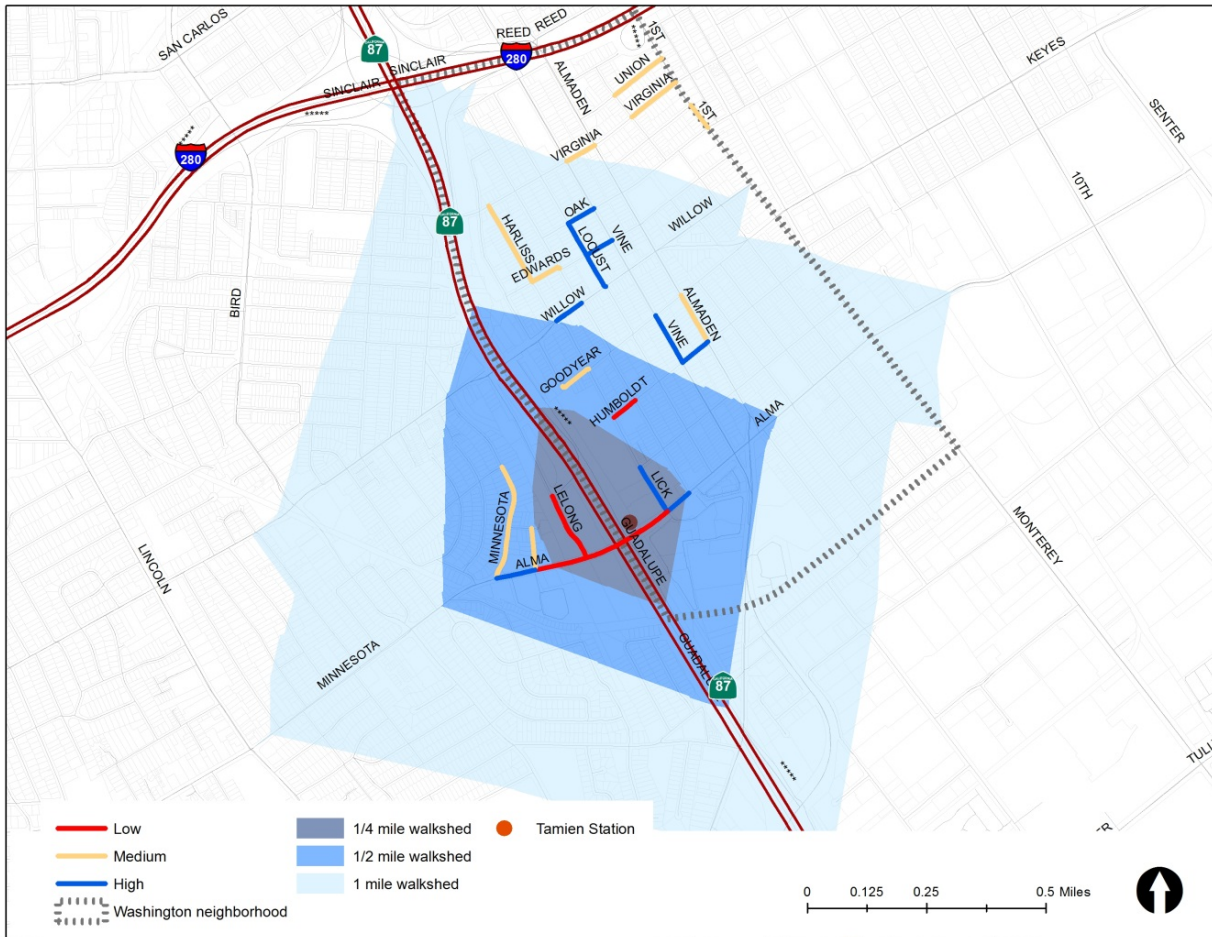 SAN CARLOS
87
SINCLAIR
SINCLAIR
REED
REED
280
1ST
*****
ALMADEN
UNION
VIRGINIA
1ST
KEYES
SENTER
*****
*****
280
VIRGINIA
10TH
87
OAK
WILLOW
HARLISS
LOCUST
VINE
EDWARDS
BIRD
WILLOW
ALMADEN
VINE
GOODYEAR
HUMBOLDT
*****
ALMA
LICK
LELONG
MINNESOTA
GUADALUPE
ALMA
MONTEREY
LINCOLN
MINNESOTA
87
*****
Low
Medium
High
Washington neighborhood
1/4 mile walkshed
1/2 mile walkshed
1 mile walkshed
Tamien Station
0 0.125 0.25 0.5 Miles